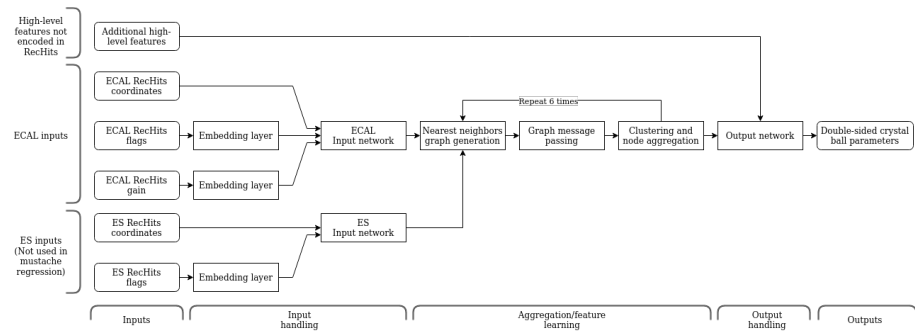 High-level
features not
encoded in
RecHits
Additional high-
level features
ECAL inputs
ECAL RecHits
coordinates
ECAL RecHits
flags
Embedding layer
ECAL RecHits
gain
Embedding layer
ECAL
Input network
Repeat 6 times
Nearest neighbors
graph generation
Graph message
passing
Clustering and
node aggregation
Output network
Double-sided crystal
ball parameters
ES inputs
(Not used in
mustache
regression)
ES RecHits
coordinates
ES
Input network
ES RecHits
flags
Embedding layer
Inputs
Input
handling
Aggregation/feature
learning
Output
handling
Outputs